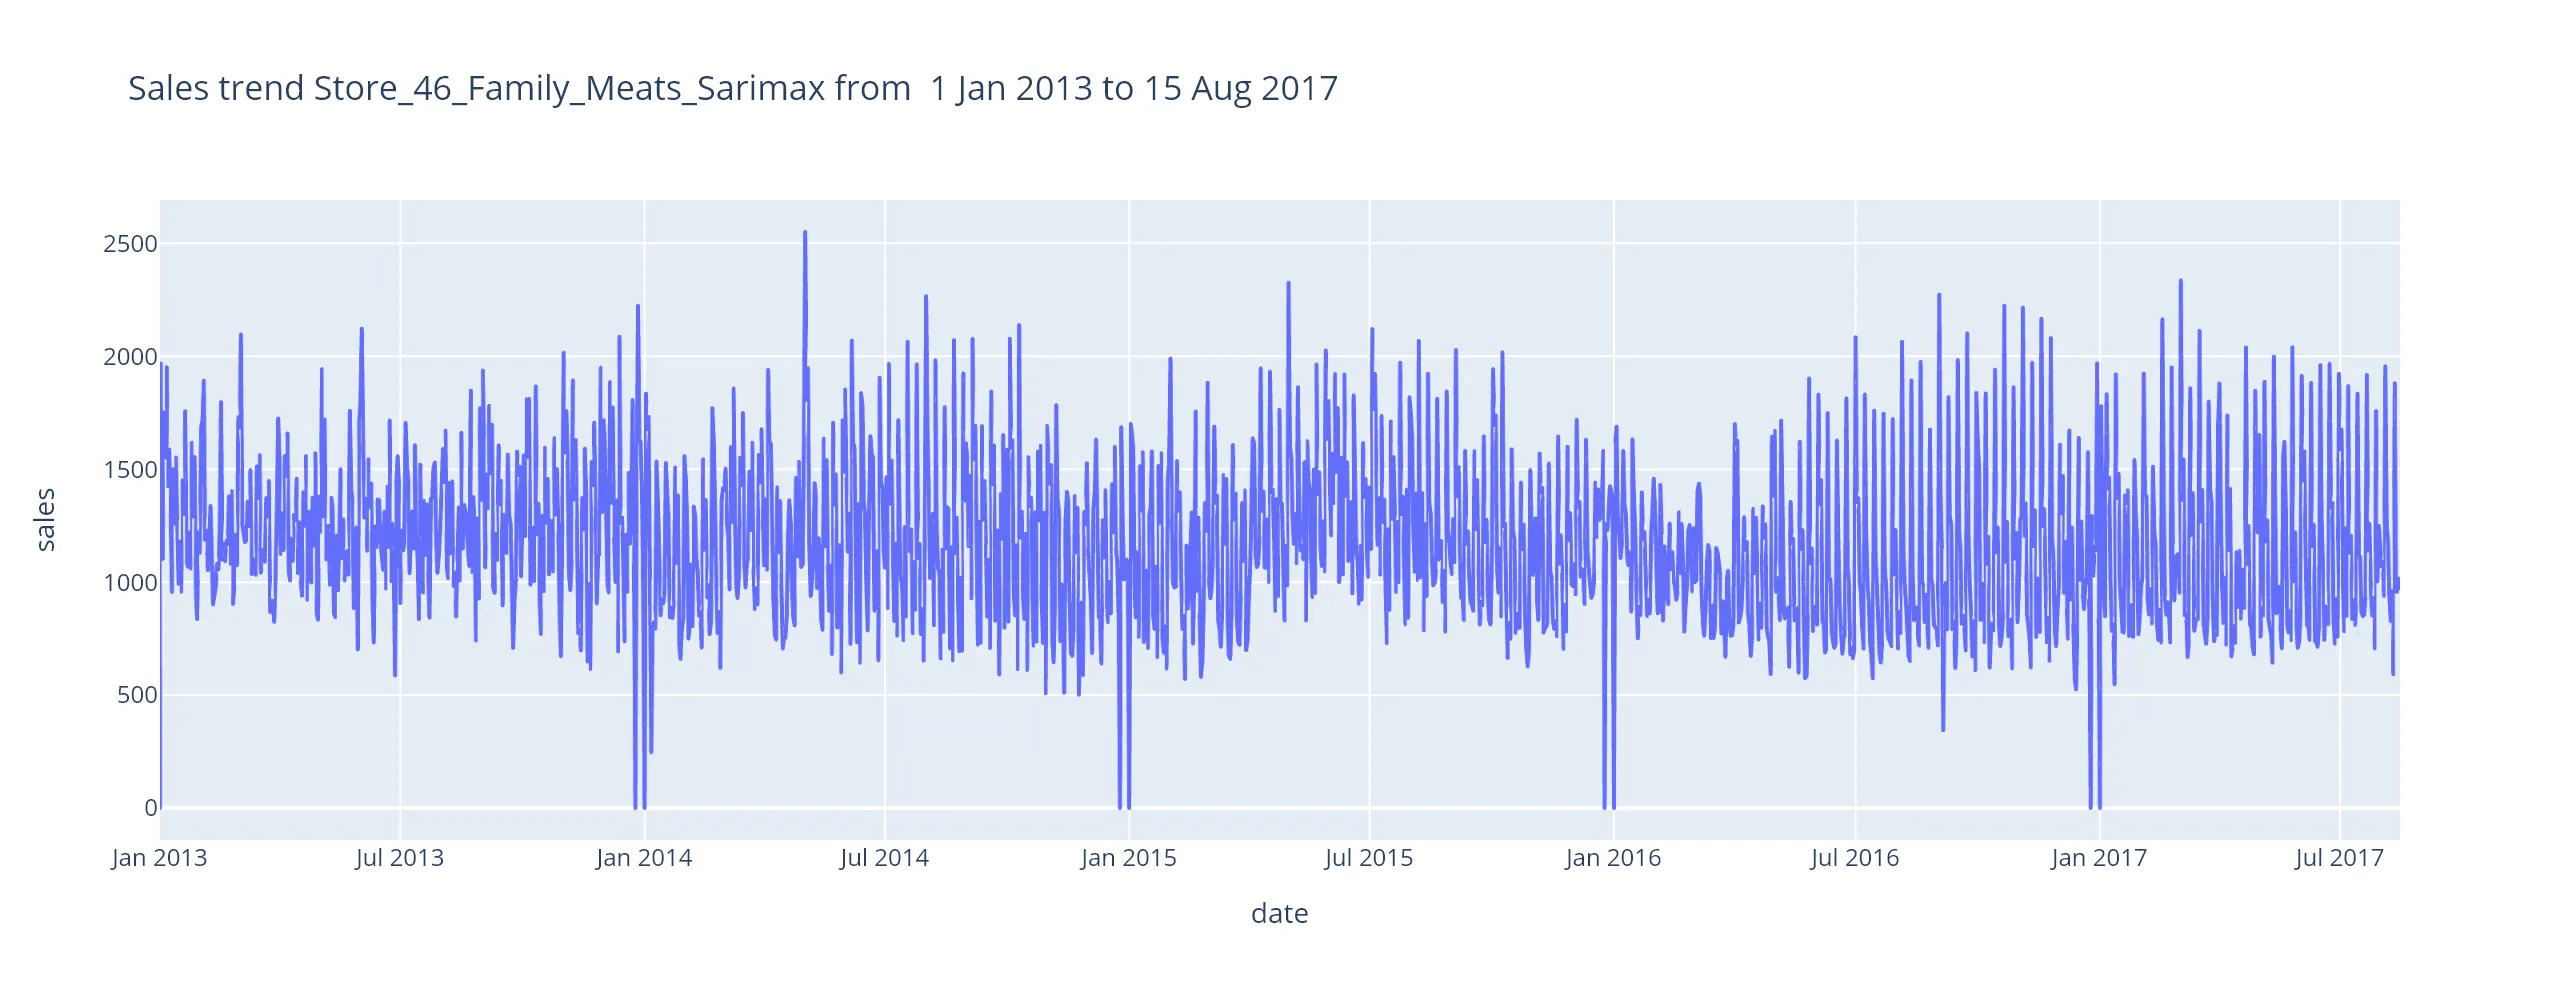 Sales trend Store_46_Family_Meats_Sarimax from  1 Jan 2013 to 15 Aug 2017
2500
2000
1500
1000
500
0
sales
Jan 2013 Jul 2013 Jan 2014 Jul 2014 Jan 2015 Jul 2015 Jan 2016 Jul 2016 Jan 2017 Jul 2017
date